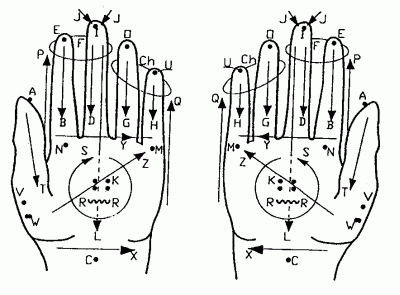 J I J J I J
E F O O F E
P Ch U U Ch P
A Q Q A
B D G H H G D B
N Y M M Y N
S Z Z S
T K K T
V R R R R V
W L L W
X X
C C